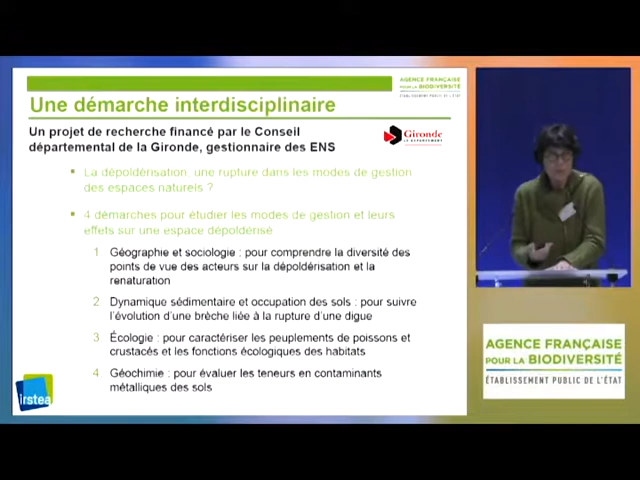 AGENCE FRANÇAISE
POUR LA BIODIVERSITÉ
ÉTABLISSEMENT PUBLIC DE L'ÉTAT
Une démarche interdisciplinaire
Un projet de recherche financé par le Conseil
départemental de la Gironde, gestionnaire des ENS
Gironde
LE DÉPARTEMENT
▪ La dépoldérisation: une rupture dans les modes de gestion
des espaces naturels ?
▪ 4 démarches pour étudier les modes de gestion et leurs
effets sur une espace dépoldérisé
1 Géographie et sociologie : pour comprendre la diversité des
points de vue des acteurs sur la dépoldérisation et la
renaturation
2 Dynamique sédimentaire et occupation des sols : pour suivre
l'évolution d'une brèche liée à la rupture d'une digue
3 Écologie : pour caractériser les peuplements de poissons et
crustacés et les fonctions écologiques des habitats
4 Géochimie : pour évaluer les teneurs en contaminants
métalliques des sols
irstea
AGENCE FRANÇAISE
POUR LA BIODIVERSITÉ
ÉTABLISSEMENT PUBLIC DE L'ÉTAT